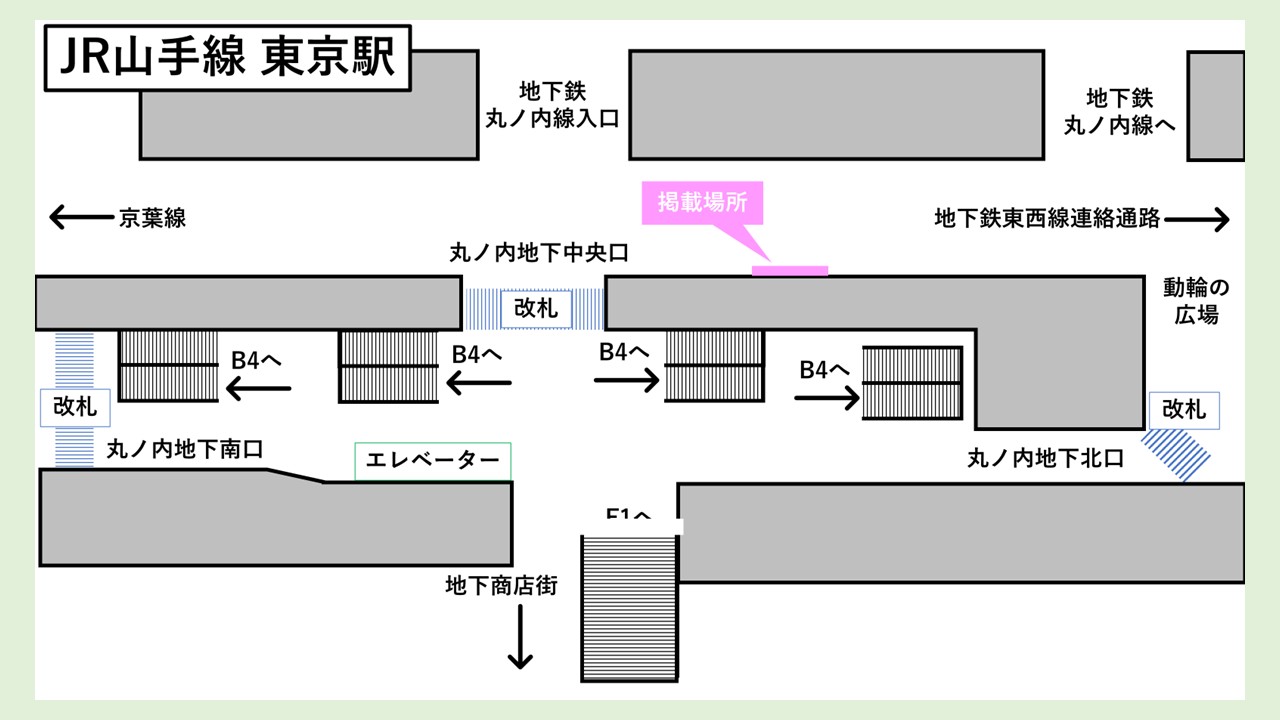 JR山手線 東京駅
地下鉄
丸ノ内線入口
地下鉄
丸ノ内線へ
掲載場所
京葉線
地下鉄東西線連絡通路
丸ノ内地下中央口
動輪の
広場
改札
B4へ
B4へ
B4へ
B4へ
改札
改札
丸ノ内地下南口
エレベーター
丸ノ内地下北口
地下商店街